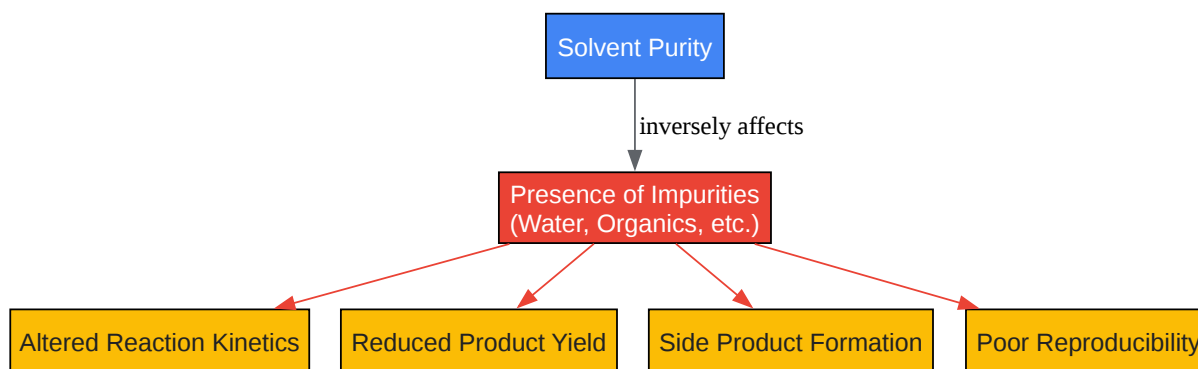 Solvent Purity
inversely affects
Presence of Impurities
(Water, Organics, etc.)
Altered Reaction Kinetics
Reduced Product Yield
Side Product Formation
Poor Reproducibility